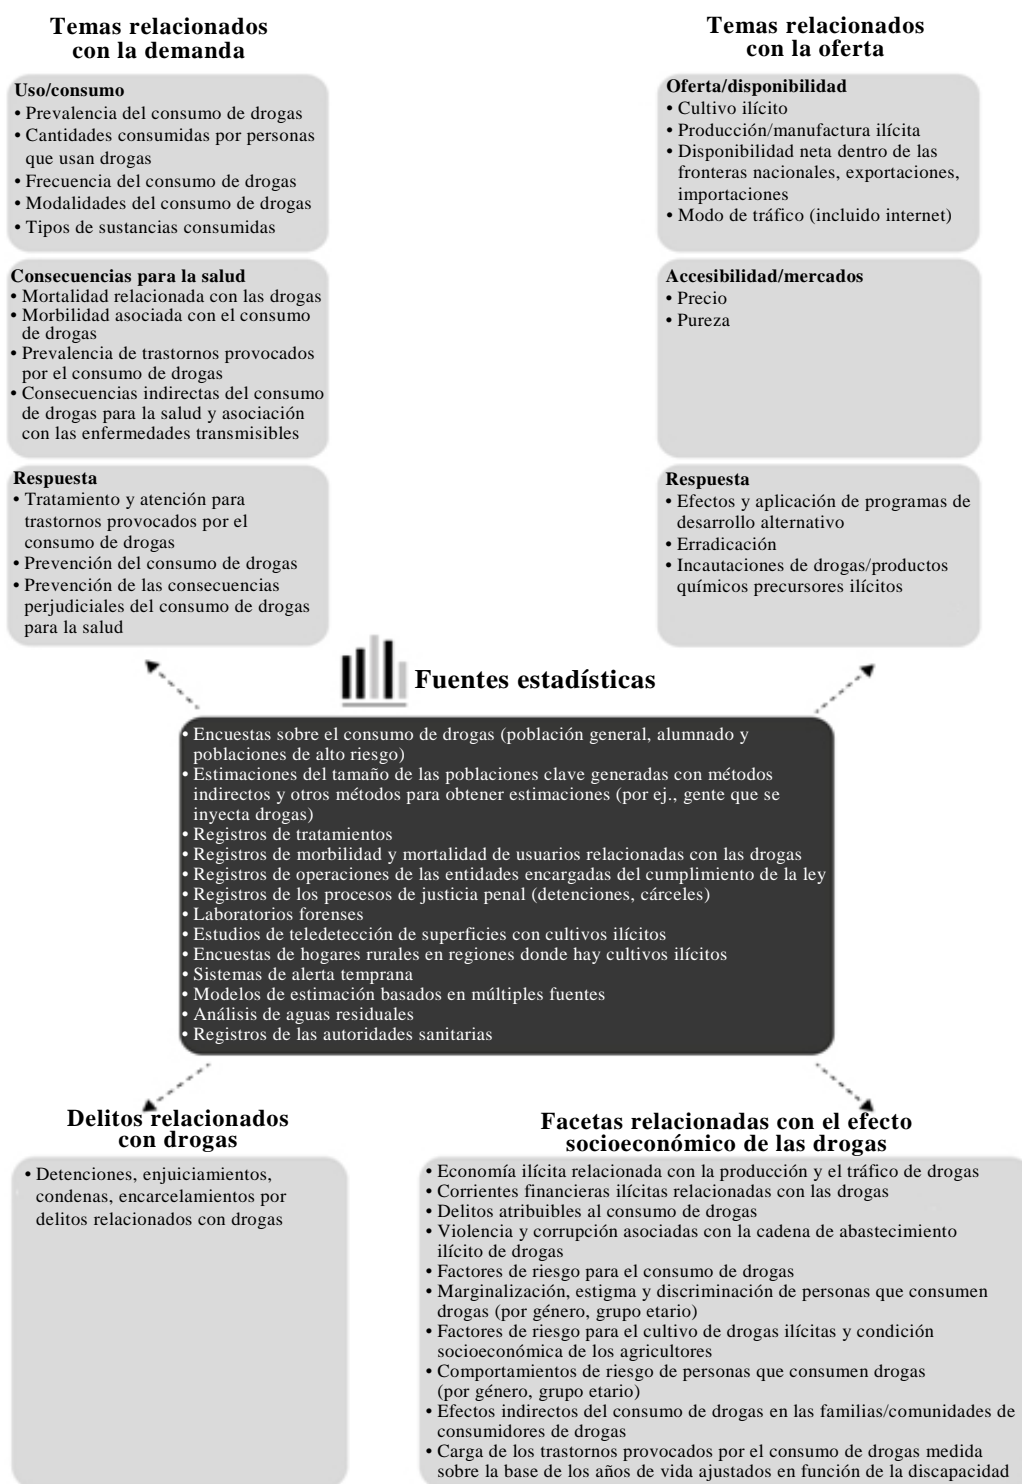 Temas relacionados
con la demanda
Uso/consumo
• Prevalencia del consumo de drogas
• Cantidades consumidas por personas
que usan drogas
• Frecuencia del consumo de drogas
• Modalidades del consumo de drogas
• Tipos de sustancias consumidas
Consecuencias para la salud
• Mortalidad relacionada con las drogas
• Morbilidad asociada con el consumo
de drogas
• Prevalencia de trastornos provocados
por el consumo de drogas
• Consecuencias indirectas del consumo
de drogas para la salud y asociación
con las enfermedades transmisibles
Respuesta
• Tratamiento y atención para
trastornos provocados por el
consumo de drogas
• Prevención del consumo de drogas
• Prevención de las consecuencias
perjudiciales del consumo de drogas
para la salud
Temas relacionados
con la oferta
Oferta/disponibilidad
• Cultivo ilícito
• Producción/manufactura ilícita
• Disponibilidad neta dentro de las
fronteras nacionales, exportaciones,
importaciones
• Modo de tráfico (incluido internet)
Accesibilidad/mercados
• Precio
• Pureza
Respuesta
• Efectos y aplicación de programas de
desarrollo alternativo
• Erradicación
• Incautaciones de drogas/productos
químicos precursores ilícitos
Fuentes estadísticas
• Encuestas sobre el consumo de drogas (población general, alumnado y
poblaciones de alto riesgo)
• Estimaciones del tamaño de las poblaciones clave generadas con métodos
indirectos y otros métodos para obtener estimaciones (por ej., gente que se
inyecta drogas)
• Registros de tratamientos
• Registros de morbilidad y mortalidad de usuarios relacionadas con las drogas
• Registros de operaciones de las entidades encargadas del cumplimiento de la ley
• Registros de los procesos de justicia penal (detenciones, cárceles)
• Laboratorios forenses
• Estudios de teledetección de superficies con cultivos ilícitos
• Encuestas de hogares rurales en regiones donde hay cultivos ilícitos
• Sistemas de alerta temprana
• Modelos de estimación basados en múltiples fuentes
• Análisis de aguas residuales
• Registros de las autoridades sanitarias
Delitos relacionados
con drogas
• Detenciones, enjuiciamientos,
condenas, encarcelamientos por
delitos relacionados con drogas
Facetas relacionadas con el efecto
socioeconómico de las drogas
• Economía ilícita relacionada con la producción y el tráfico de drogas
• Corrientes financieras ilícitas relacionadas con las drogas
• Delitos atribuibles al consumo de drogas
• Violencia y corrupción asociadas con la cadena de abastecimiento
ilícito de drogas
• Factores de riesgo para el consumo de drogas
• Marginalización, estigma y discriminación de personas que consumen
drogas (por género, grupo etario)
• Factores de riesgo para el cultivo de drogas ilícitas y condición
socioeconómica de los agricultores
• Comportamientos de riesgo de personas que consumen drogas
(por género, grupo etario)
• Efectos indirectos del consumo de drogas en las familias/comunidades de
consumidores de drogas
• Carga de los trastornos provocados por el consumo de drogas medida
sobre la base de los años de vida ajustados en función de la discapacidad